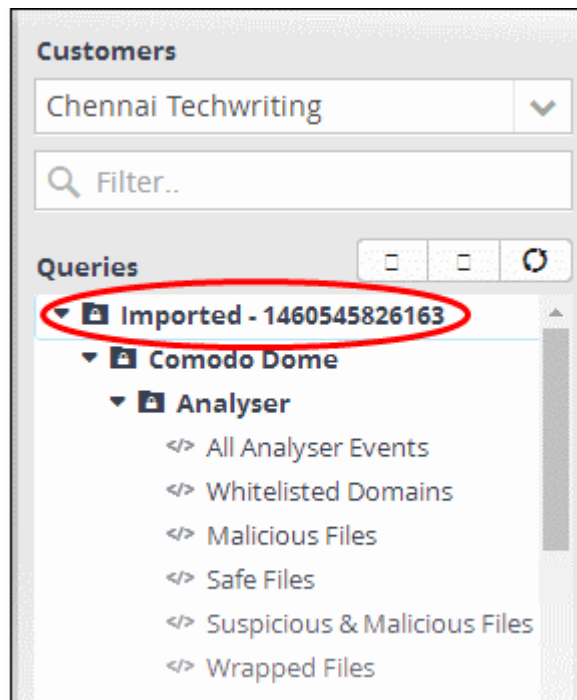 Customers
Chennai Techwriting
Filter..
Queries
Imported - 1460545826163
Comodo Dome
Analyser
</> All Analyser Events
</> Whitelisted Domains
</> Malicious Files
</> Safe Files
</> Suspicious & Malicious Files
</> Wrapped Files